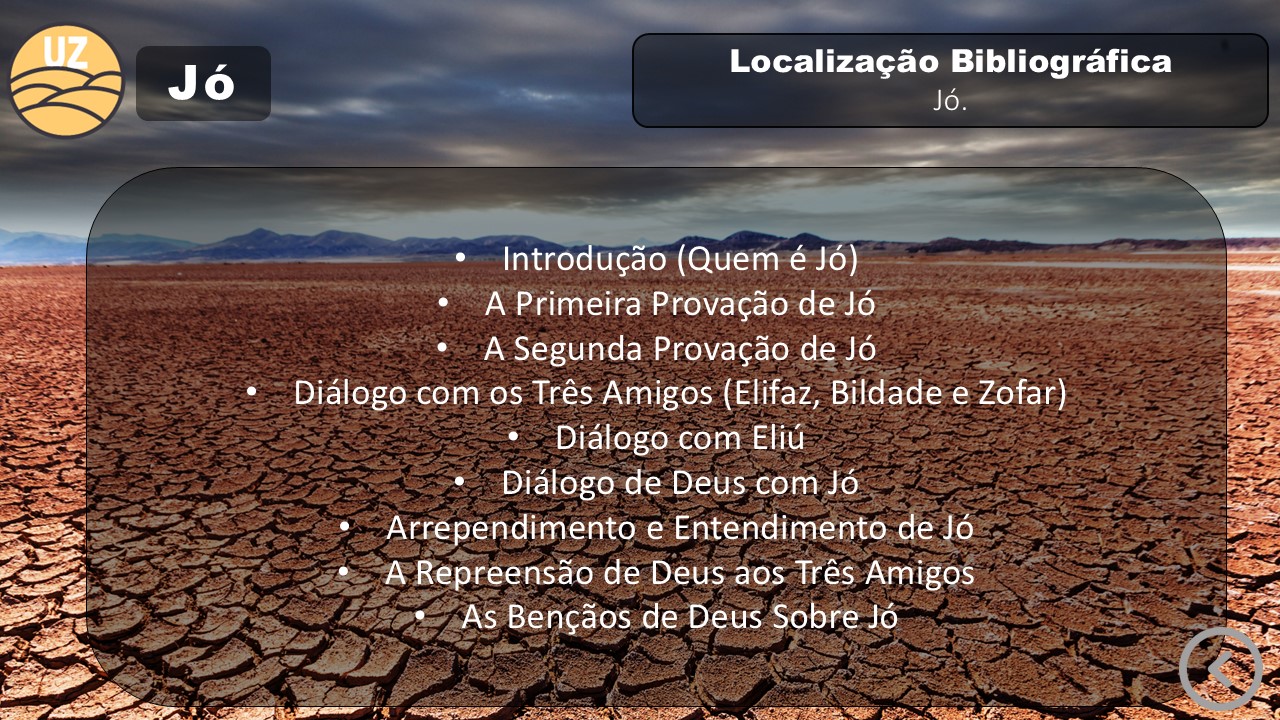 UZ
Jó
Localização Bibliográfica
Jó.
• Introdução (Quem é Jó)
• A Primeira Provação de Jó
• A Segunda Provação de Jó
• Diálogo com os Três Amigos (Elifaz, Bildade e Zofar)
• Diálogo com Eliú
• Diálogo de Deus com Jó
• Arrependimento e Entendimento de Jó
• A Repreensão de Deus aos Três Amigos
• As Bençãos de Deus Sobre Jó